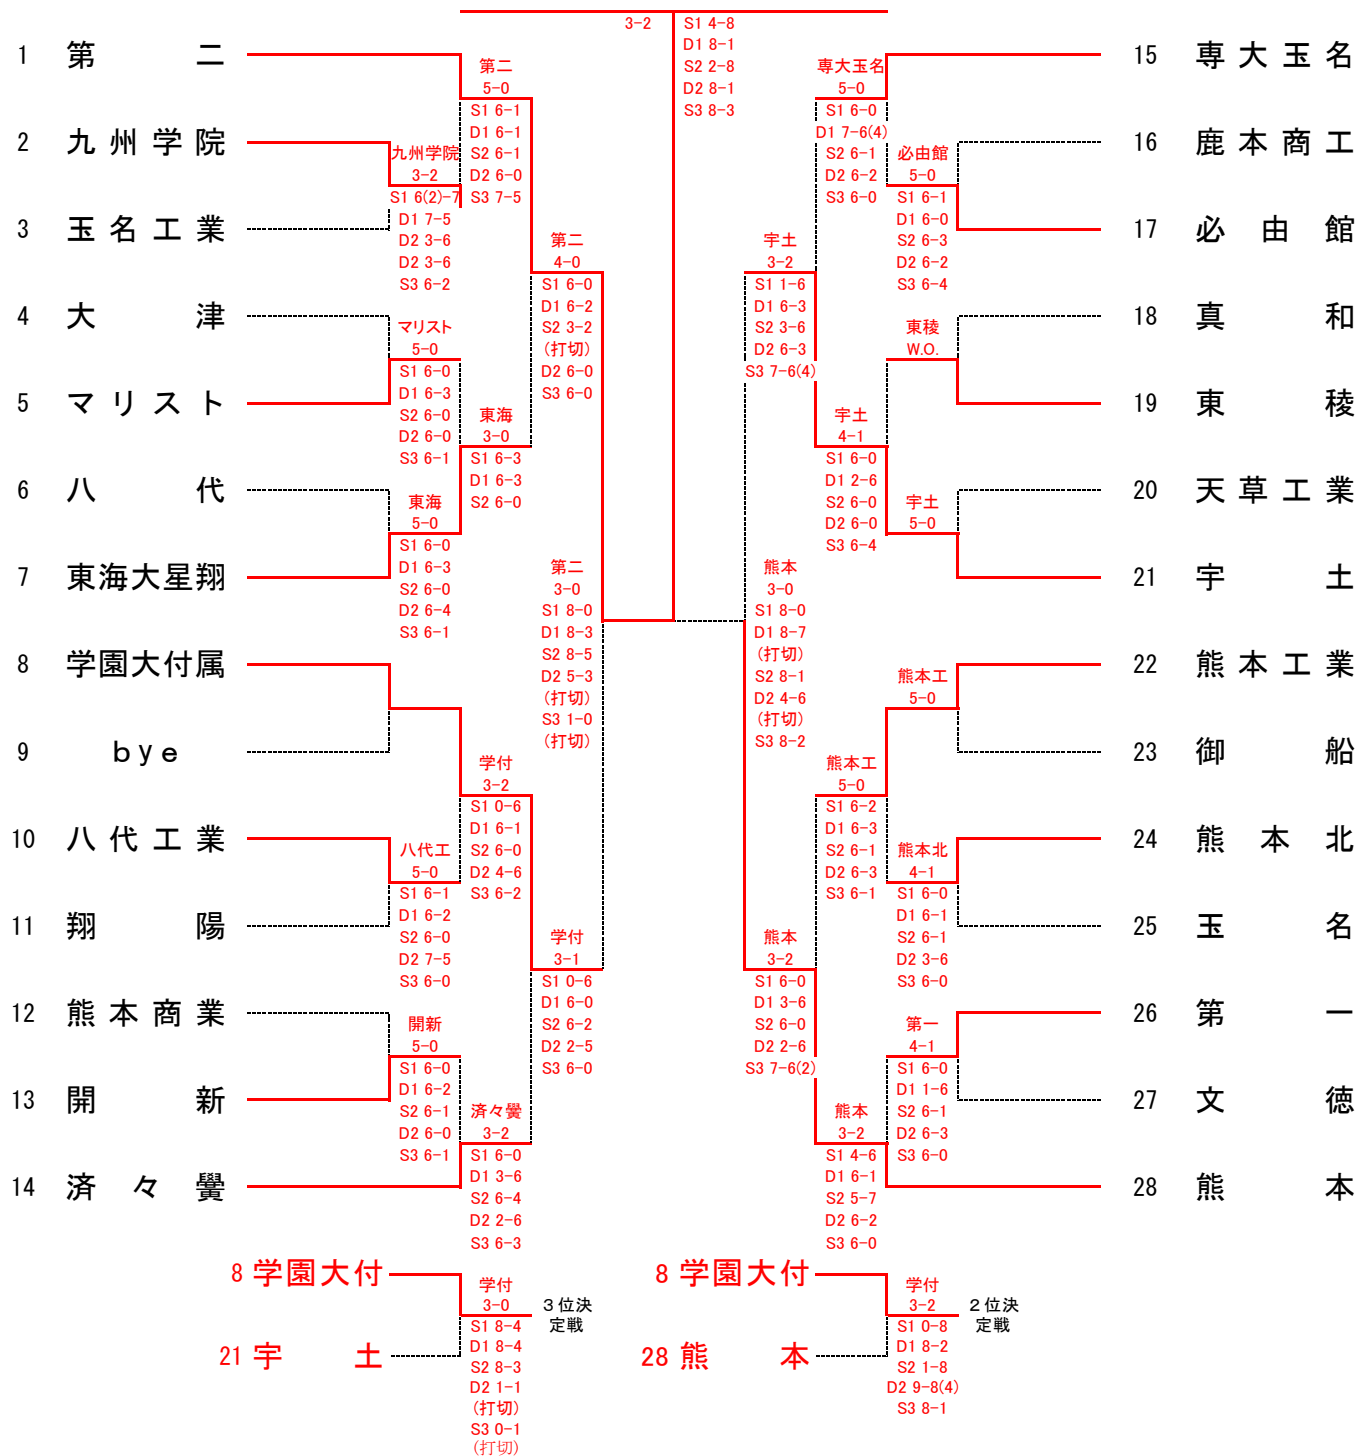 3-2
S1 4-8
D1 8-1
S2 2-8
D2 8-1
S3 8-3
1 第二
2 九州学院
3 玉名工業
4 大津
5 マリスト
6 八代
7 東海大星翔
8 学園大付属
9 bye
10 八代工業
11 翔陽
12 熊本商業
13 開新
14 済々黌
九州学院
3-2
S1 6(2)-7
D1 7-5
D2 3-6
D2 3-6
S3 6-2
マリスト
5-0
S1 6-0
D1 6-3
S2 6-0
D2 6-0
S3 6-1
東海
5-0
S1 6-0
D1 6-3
S2 6-0
D2 6-4
S3 6-1
八代工
5-0
S1 6-1
D1 6-2
S2 6-0
D2 7-5
S3 6-0
開新
5-0
S1 6-0
D1 6-2
S2 6-1
D2 6-0
S3 6-1
第二
5-0
S1 6-1
D1 6-1
S2 6-1
D2 6-0
S3 7-5
東海
3-0
S1 6-3
D1 6-3
S2 6-0
学付
3-2
S1 0-6
D1 6-1
S2 6-0
D2 4-6
S3 6-2
済々黌
3-2
S1 6-0
D1 3-6
S2 6-4
D2 2-6
S3 6-3
第二
4-0
S1 6-0
D1 6-2
S2 3-2
(打切)
D2 6-0
S3 6-0
第二
3-0
S1 8-0
D1 8-3
S2 8-5
D2 5-3
(打切)
S3 1-0
(打切)
学付
3-1
S1 0-6
D1 6-0
S2 6-2
D2 2-5
S3 6-0
宇土
3-2
S1 1-6
D1 6-3
S2 3-6
D2 6-3
S3 7-6(4)
熊本
3-0
S1 8-0
D1 8-7
(打切)
S2 8-1
D2 4-6
(打切)
S3 8-2
熊本
3-2
S1 6-0
D1 3-6
S2 6-0
D2 2-6
S3 7-6(2)
専大玉名
5-0
S1 6-0
D1 7-6(4)
S2 6-1
D2 6-2
S3 6-0
宇土
4-1
S1 6-0
D1 2-6
S2 6-0
D2 6-0
S3 6-4
熊本工
5-0
S1 6-2
D1 6-3
S2 6-1
D2 6-3
S3 6-1
熊本
3-2
S1 4-6
D1 6-1
S2 5-7
D2 6-2
S3 6-0
必由館
5-0
S1 6-1
D1 6-0
S2 6-3
D2 6-2
S3 6-4
東稜
W.O.
宇土
5-0
熊本工
5-0
熊本北
4-1
S1 6-0
D1 6-1
S2 6-1
D2 3-6
S3 6-0
第一
4-1
S1 6-0
D1 1-6
S2 6-1
D2 6-3
S3 6-0
15 専大玉名
16 鹿本商工
17 必由館
18 真和
19 東稜
20 天草工業
21 宇土
22 熊本工業
23 御船
24 熊本北
25 玉名
26 第一
27 文徳
28 熊本
8 学園大付
21 宇土
学付
3-0
S1 8-4
D1 8-4
S2 8-3
D2 1-1
(打切)
S3 0-1
(打切)
３位決
定戦
8 学園大付
28 熊本
学付
3-2
S1 0-8
D1 8-2
S2 1-8
D2 9-8(4)
S3 8-1
２位決
定戦